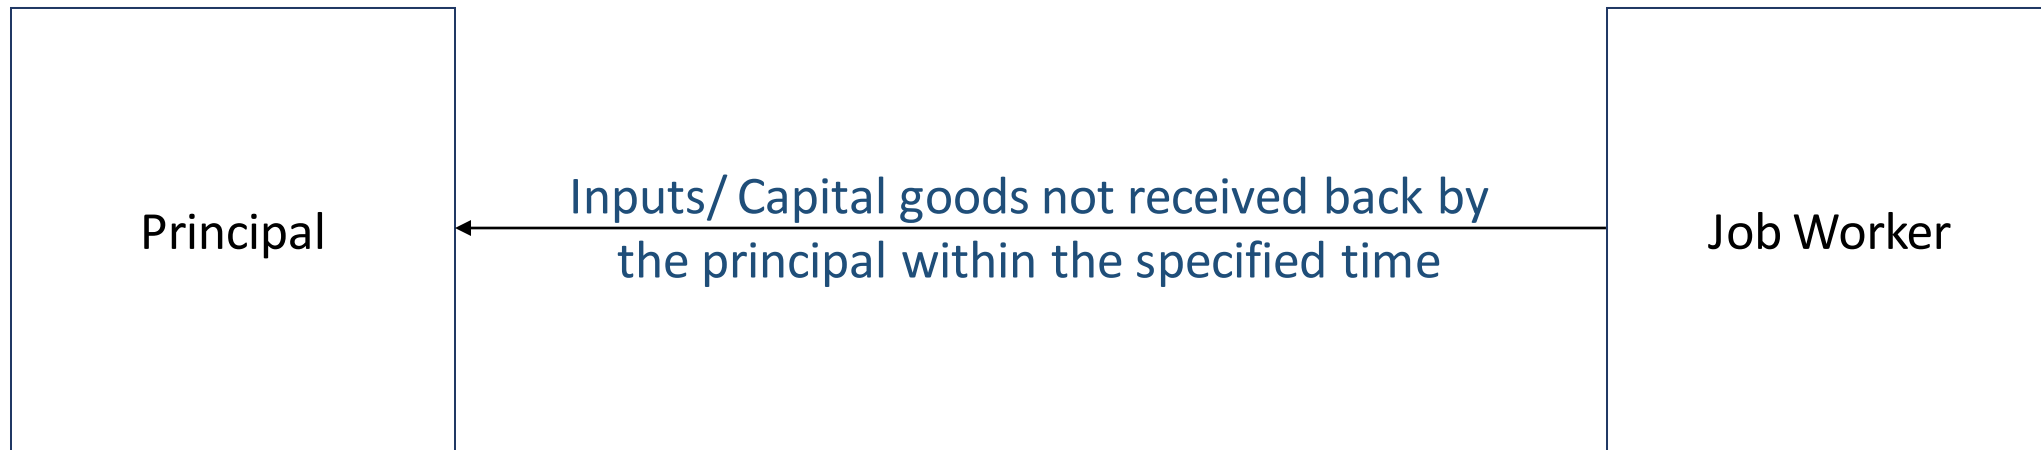 Principal
Inputs/ Capital goods not received back by
the principal within the specified time
Job Worker